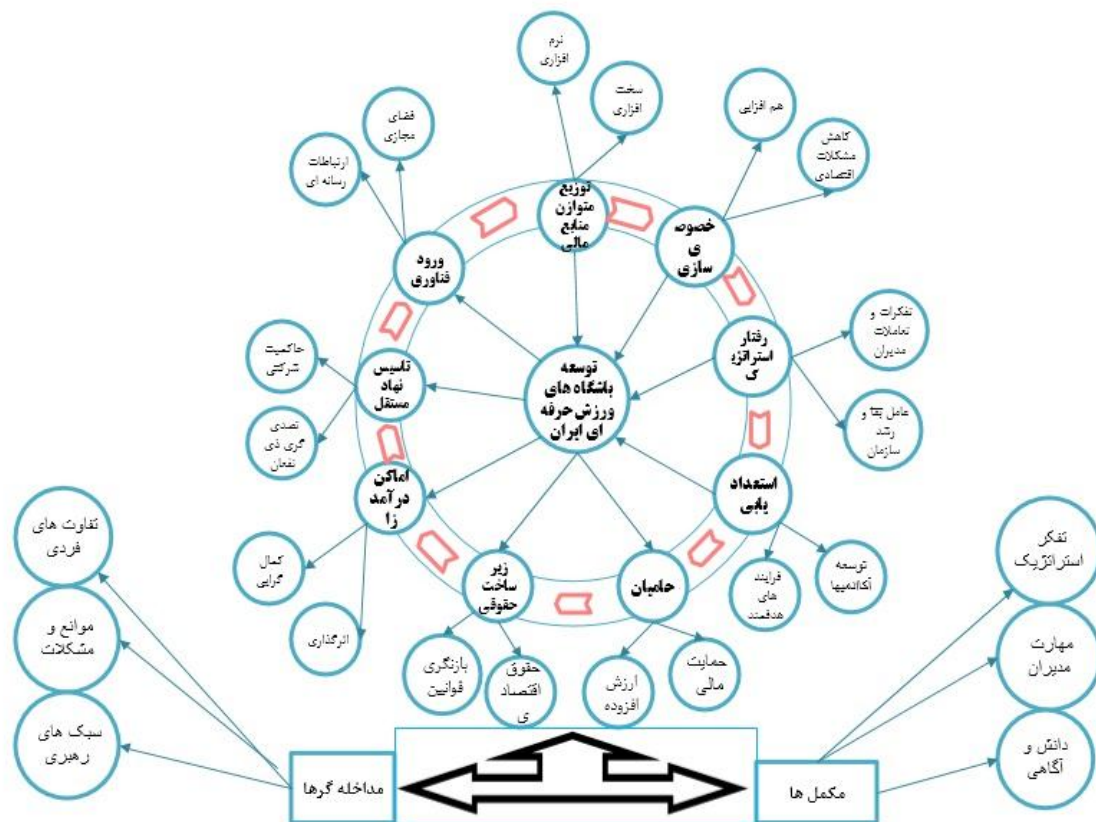 نرم
افزاری
سخت
افزاری
هم افزایی
کاهش
مشکلات
اقتصادی
فضای
مجازی
ارتباطات
رسانه ای
توزیع
متوازن
منابع
مالی
خصوص
ی
سازی
ورود
فناوری
رفتار
استراتژی
ک
تفکرات و
تعاملات
مدیران
عامل بقا و
رشد
سازمان
حاکمیت
شرکتی
تصدی
گری ذی
نفعان
تاسیس
نهاد
مستقل
توسعه
باشگاه های
ورزش حرفه
ای ایران
استعداد
یابی
اماکن
درآمد
زا
توسعه
آکادمیها
فرایند
های
هدفمند
کمال
گرایی
اثرگذاری
زیر
ساخت
حقوقی
حامیان
بازنگری
قوانین
حقوق
اقتصاد
ی
ارزش
افزوده
حمایت
مالی
تفاوت های
فردی
موانع و
مشکلات
سبک های
رهبری
مداخله گرها
تفکر
استراتژیک
مهارت
مدیران
دانش و
آگاهی
مکمل ها